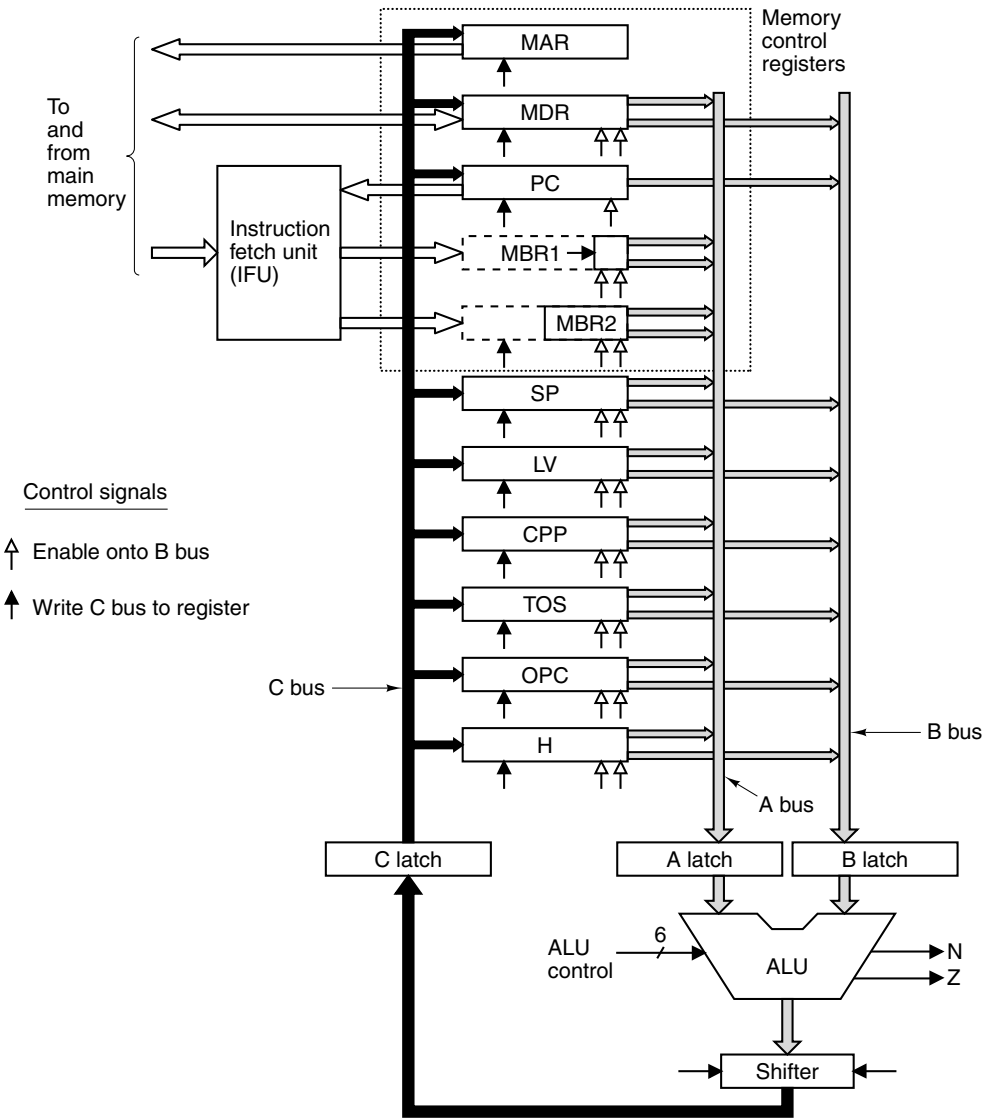 Memory
control
registers
MAR
MDR
PC
MBR1
MBR2
SP
LV
CPP
TOS
OPC
H
To
and
from
main
memory
Instruction
fetch unit
(IFU)
Control signals
Enable onto B bus
Write C bus to register
C bus
B bus
A bus
C latch
A latch
B latch
ALU
control
6
ALU
N
Z
Shifter